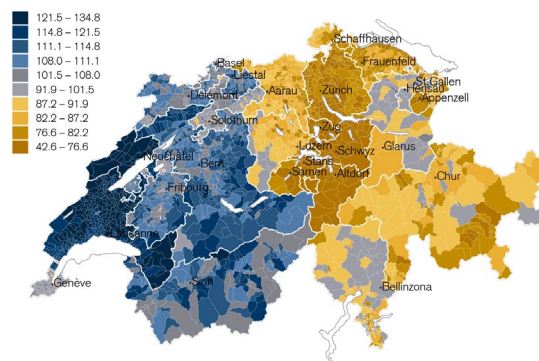 121.5 – 134.8
114.8 – 121.5
111.1 – 114.8
108.0 – 111.1
101.5 – 108.0
91.9 – 101.5
87.2 – 91.9
82.2 – 87.2
76.6 – 82.2
42.6 – 76.6
Schaffhausen
Basel
Liestal
Frauenfeld
St.Gallen
Herisau
Appenzell
Delémont
Aarau
Zürich
Solothurn
Zug
Neuchâtel
Bern
Luzern
Schwyz
Glarus
Stans
Sarnen
Altdorf
Chur
Fribourg
Lausanne
Sion
Genève
Bellinzona